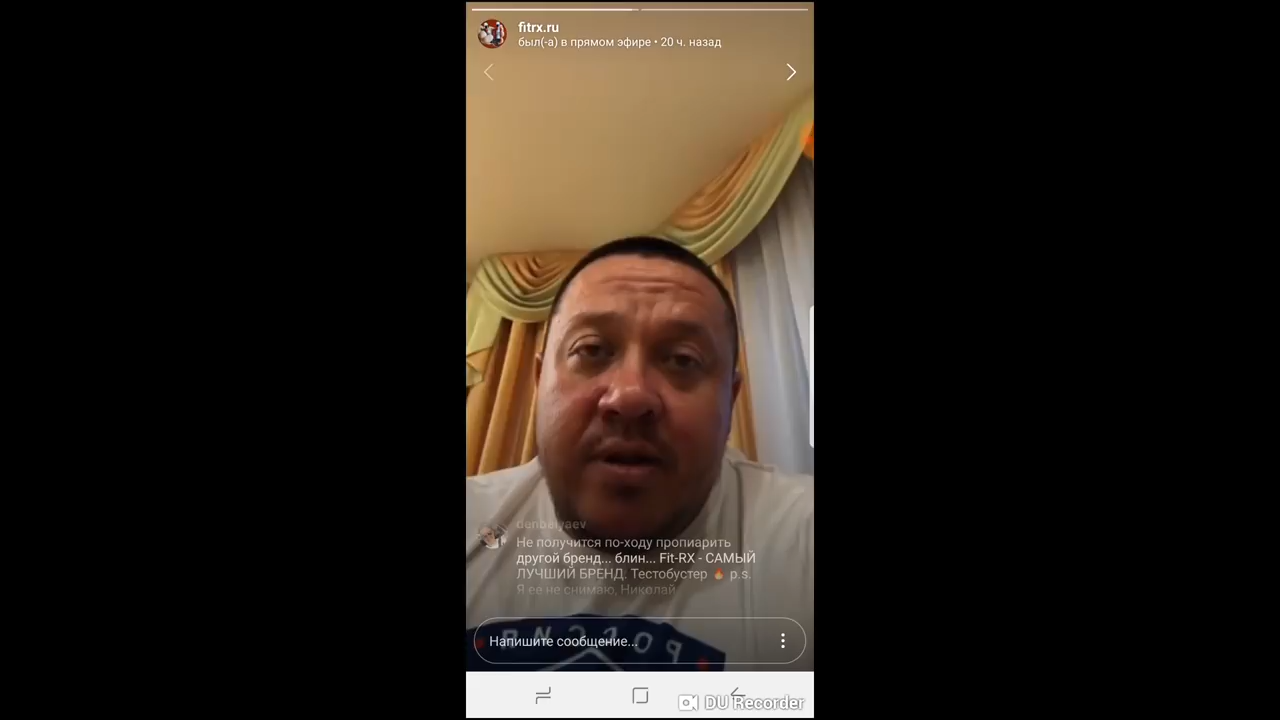 fitrx.ru
был(-а) в прямом эфире • 20 ч. назад
denbelyaev
Не получится по-ходу пропиарить
другой бренд... блин... Fit-RX - САМЫЙ
ЛУЧШИЙ БРЕНД. Тестобустер 🔥 p.s.
Я ее не снимаю, Николай
Напишите сообщение...
DU Recorder